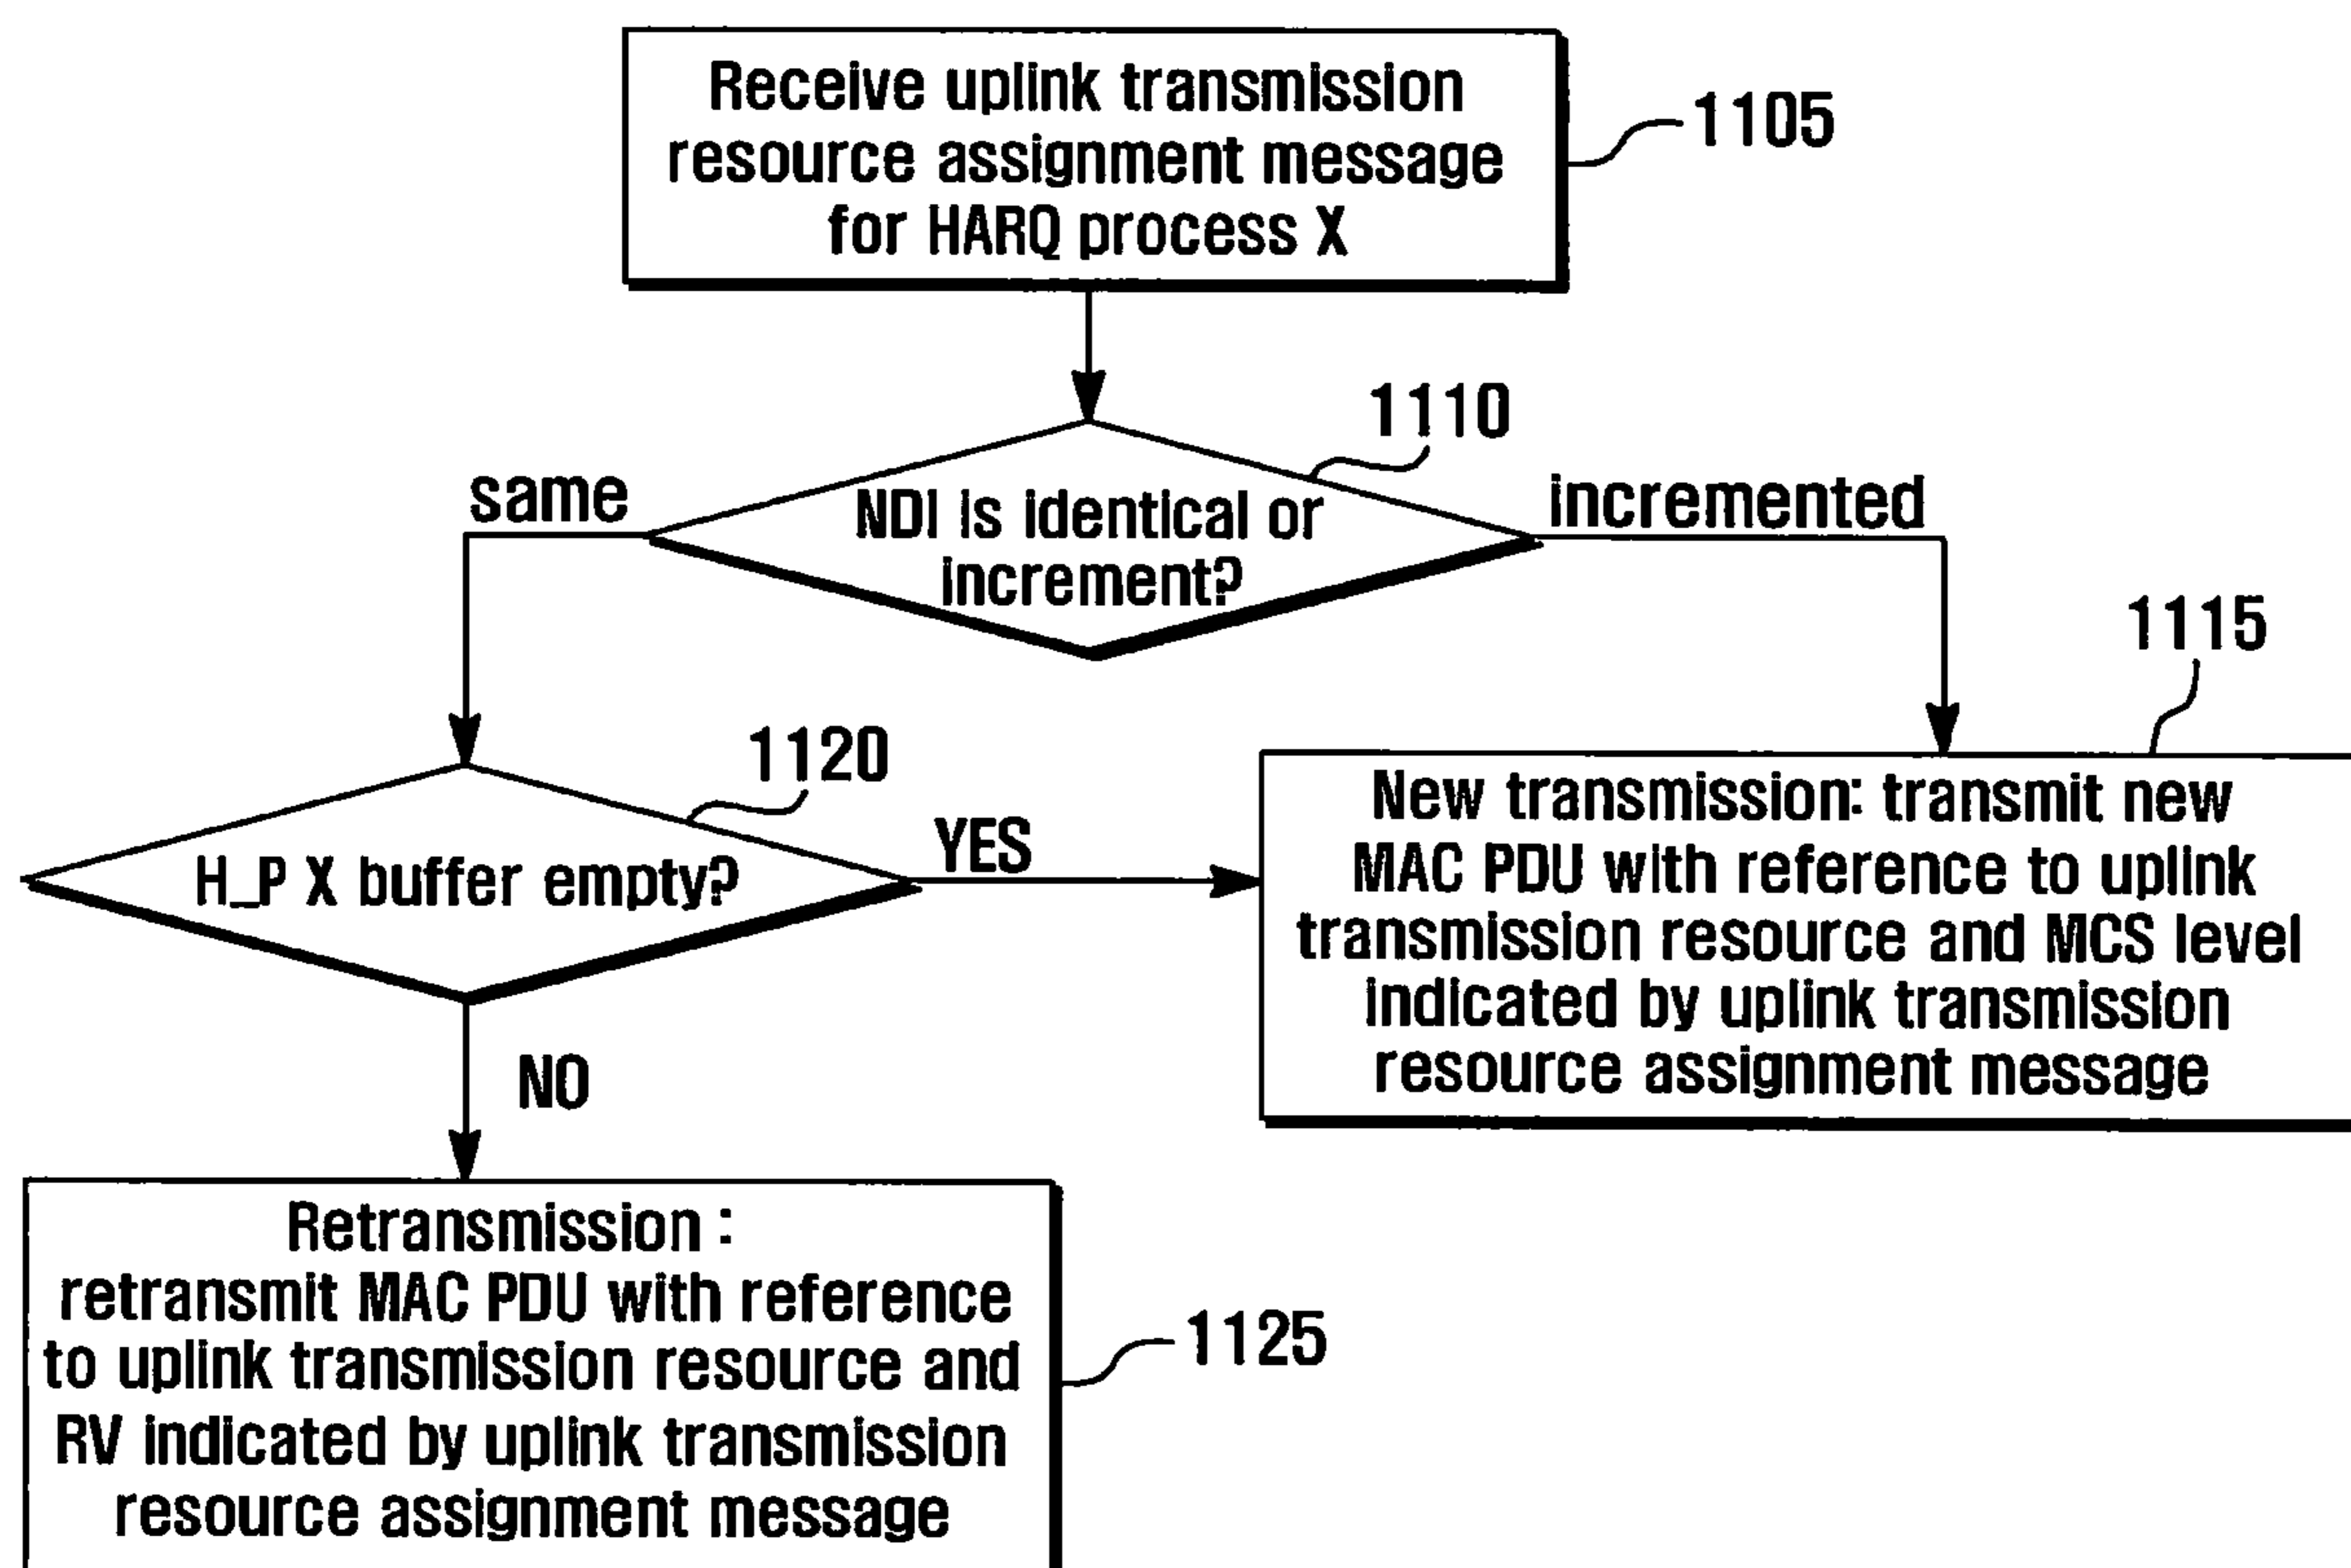 Receive uplink transmission
resource assignment message
for HARQ process X
1105
1110
NDI is identical or
increment?
same
incremented
1115
1120
H_P X buffer empty?
YES
New transmission: transmit new
MAC PDU with reference to uplink
transmission resource and MCS level
indicated by uplink transmission
resource assignment message
NO
Retransmission :
retransmit MAC PDU with reference
to uplink transmission resource and
RV indicated by uplink transmission
resource assignment message
1125